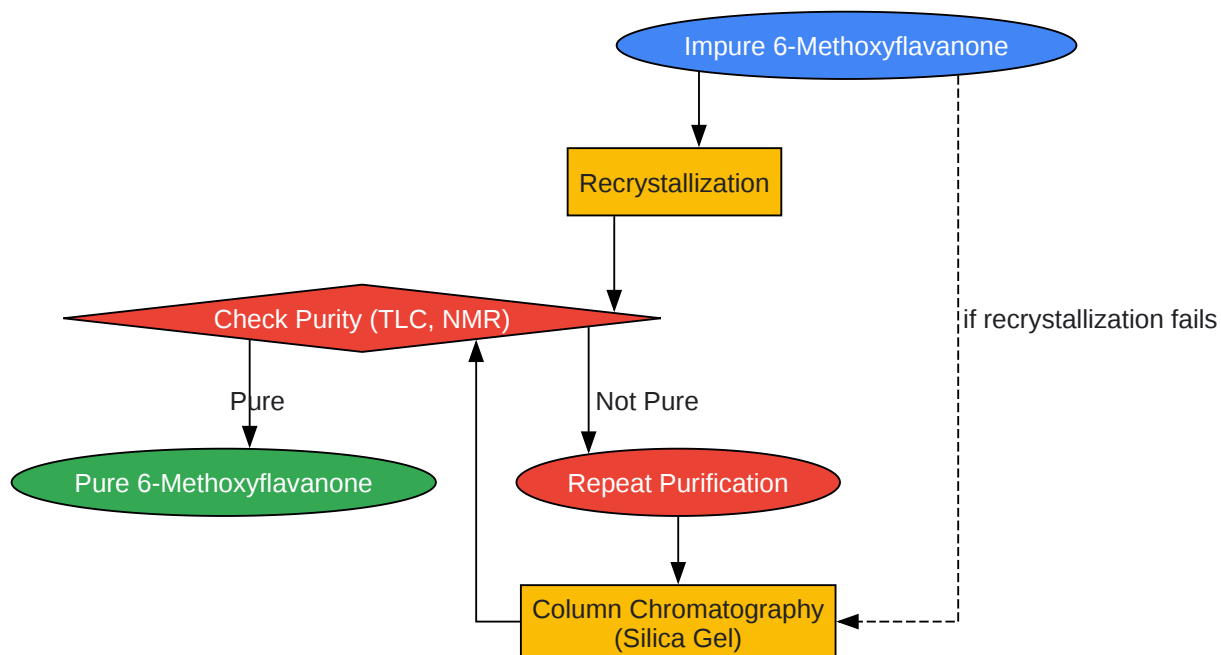 Impure 6-Methoxyflavanone
Recrystallization
Check Purity (TLC, NMR)
if recrystallization fails
Pure
Not Pure
Pure 6-Methoxyflavanone
Repeat Purification
Column Chromatography
(Silica Gel)